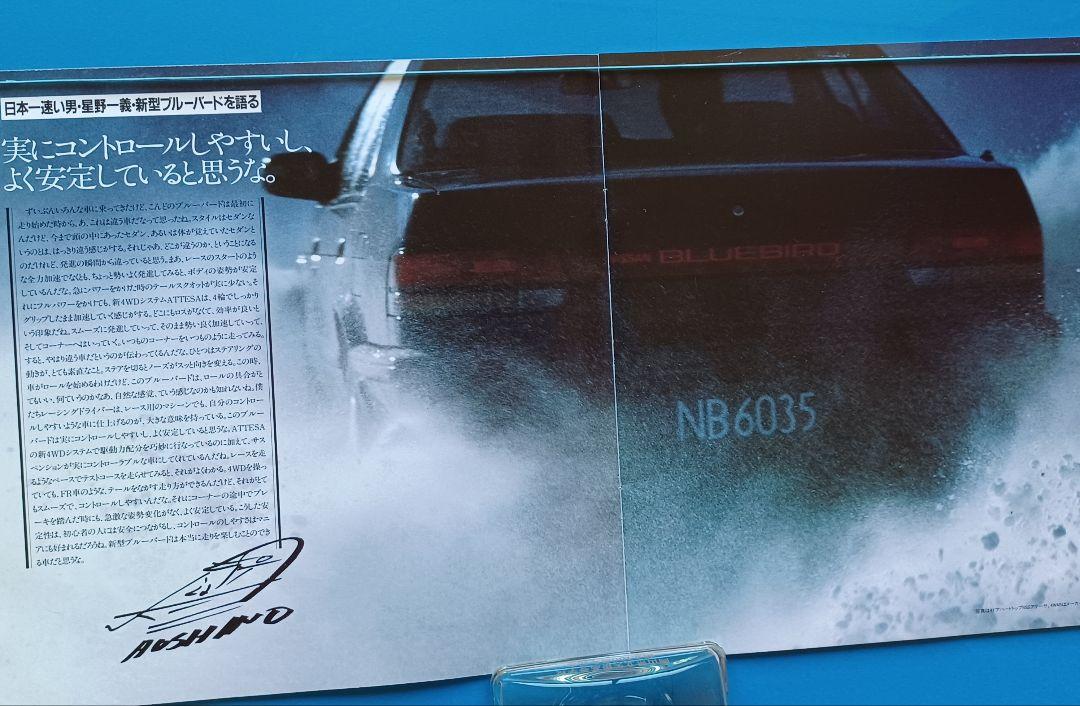 日本一速い男・星野一義・新型ブルーバードを語る
実にコントロールしやすいし、
よく安定していると思うな。
ずいぶんいろんな車に乗ってきたけど、こんどのブルーバードは最初に
走り始めた時から、あ、これは違う車だなって思ったね。スタイルはセダンな
んだけど、今まで頭の中にあったセダン、あるいは体が覚えていたセダンと
いうのとは、はっきり違う感じがする。それじゃあ、どこが違うのか、ということになる
のだけれど、発進の瞬間から違っていると思う。まあ、レースのスタートのよう
な全力加速でなくとも、ちょっと勢いよく発進してみると、ボディの姿勢が安定
しているんだな。急にパワーをかけた時のテールスクオットが実に少ない。そ
れにフルパワーをかけても、新4WDシステムATTESAは、4輪でしっかり
グリップしたまま加速していく感じがする。どこにもロスがなくて、効率が良いと
いう印象だね。スムーズに発進していって、そのまま勢い良く加速していって、
そしてコーナーへはいっていく。いつものコーナーをいつものように走ってみる。
すると、やはり違う車だというのが伝わってくるんだな。ひとつはステアリングの
動きが、とても素直なこと。ステアを切るとノーズがスッと向きを変える。この時、
車がロールを始めるわけだけど、このブルーバードは、ロールの具合がと
てもいい。何ていうのかなあ、自然な感覚、ていう感じなのかも知れないね。僕
たちレーシングドライバーは、レース用のマシーンでも、自分のコントロー
ルしやすいような車に仕上げるのが、大きな意味を持っている。このブルー
バードは実にコントロールしやすいし、よく安定していると思うな。ATTESA
の新4WDシステムで駆動力配分を巧妙に行なっているのに加えて、サス
ペンションが実にコントローラブルな車にしてくれているんだね。レースを走
るようなペースでテストコースを走らせてみると、それがよくわかる。4WDを操っ
ていても、FR車のような、テールをながす走り方ができるんだけど、それがとて
もスムーズで、コントロールしやすいんだな。それにコーナーの途中でブレ
ーキを踏んだ時にも、急激な姿勢変化がなく、よく安定している。こうした安
定性は、初心者の人には安全につながるし、コントロールのしやすさはマニ
アにも好まれるだろうね。新型ブルーバードは本当に走りを楽しむことのでき
る車だと思うな。
HOSHINO
BLUEBIRD
NB6035